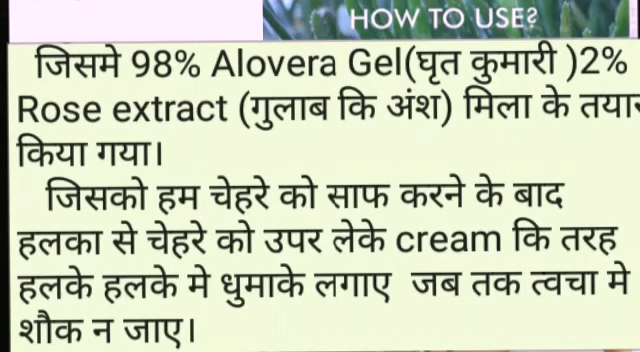 HOW TO USE?
जिसमे 98% Alovera Gel(घृत कुमारी )2%
Rose extract (गुलाब कि अंश) मिला के तयार
किया गया।
जिसको हम चेहरे को साफ करने के बाद
हलका से चेहरे को उपर लेके cream कि तरह
हलके हलके मे धुमाके लगाए जब तक त्वचा मे
शौक न जाए।